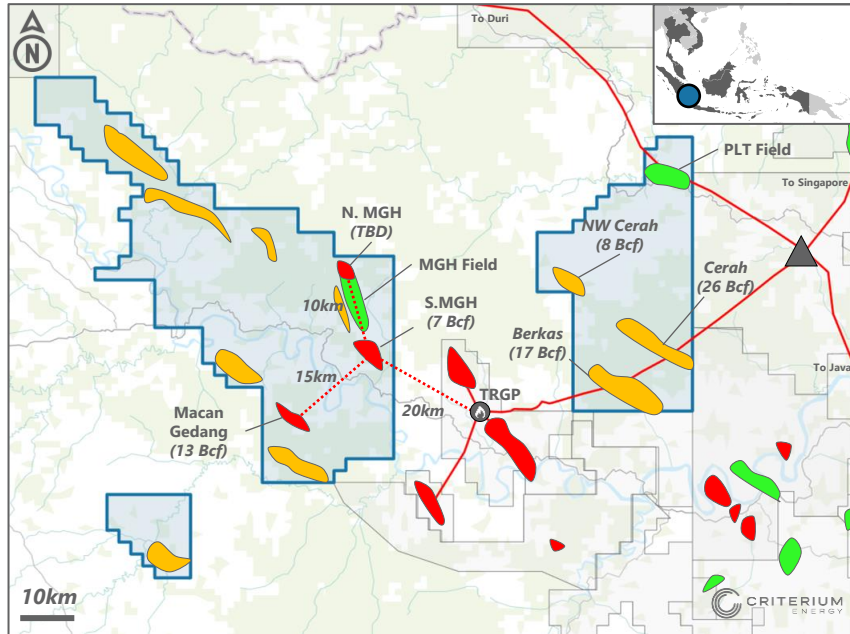 To Duri
N
PLT Field
To Singapore
N. MGH
(TBD)
NW Cerah
(8 Bcf)
MGH Field
Cerah
(26 Bcf)
10km
S.MGH
(7 Bcf)
Berkas
(17 Bcf)
To Java
15km
TRGP
20km
Macan
Gedang
(13 Bcf)
10km
CRITERIUM
ENERGY